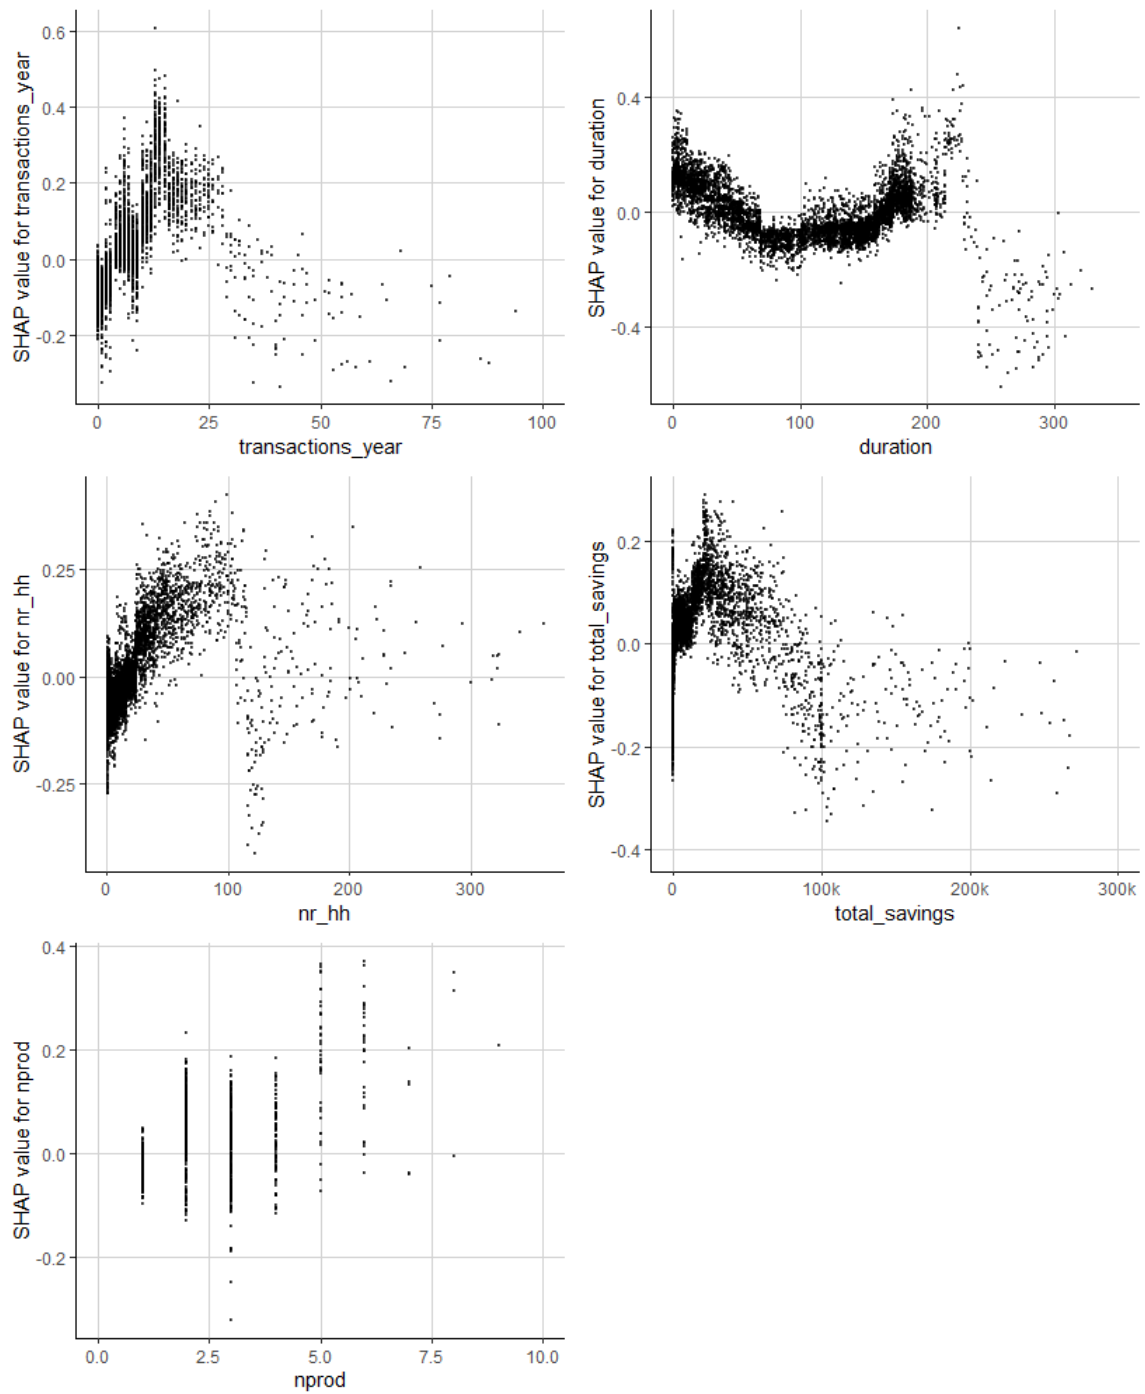 SHAP value for transactions_year
0.6
0.4
0.2
0.0
-0.2
0
25
50
75
100
transactions_year
SHAP value for duration
0.4
0.0
-0.4
0
100
200
300
duration
SHAP value for nr_hh
0.25
0.00
-0.25
0
100
200
300
nr_hh
SHAP value for total_savings
0.2
0.0
-0.2
-0.4
0
100k
200k
300k
total_savings
SHAP value for nprod
0.4
0.2
0.0
-0.2
0.0
2.5
5.0
7.5
10.0
nprod